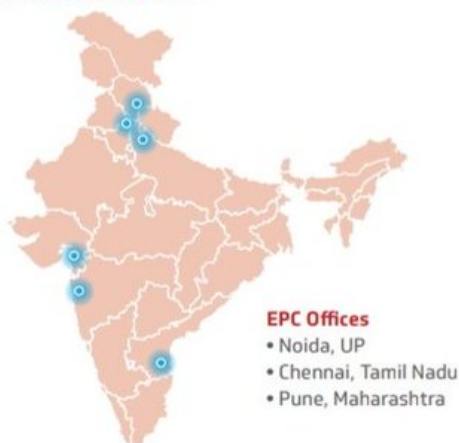 EPC Offices
• Noida, UP
• Chennai, Tamil Nadu
• Pune, Maharashtra